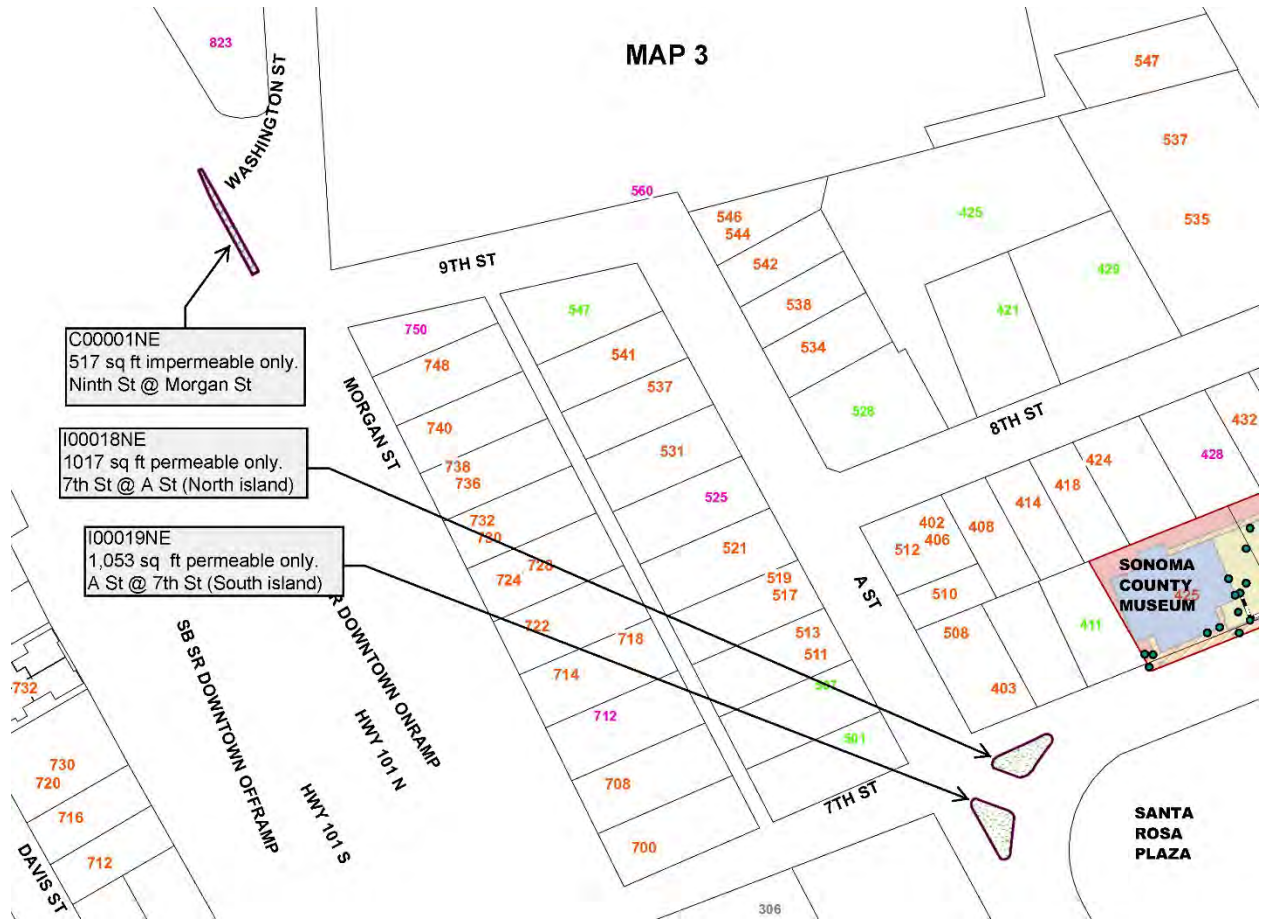 MAP 3
823
WASHINGTON ST
547
537
535
560
546
544
425
542
429
9TH ST
538
421
547
534
C00001NE
517 sq ft impermeable only.
Ninth St @ Morgan St
750
748
541
537
528
8TH ST
432
MORGAN ST
740
738
736
531
428
424
418
414
I00018NE
1017 sq ft permeable only.
7th St @ A St (North island)
732
730
525
402
408
406
512
521
728
724
I00019NE
1,053 sq ft permeable only.
A St @ 7th St (South island)
519
517
A ST
510
SONOMA
COUNTY
MUSEUM
425
722
718
513
511
508
411
R DOWNTOWN ONRAMP
SB SR DOWNTOWN OFFRAMP
714
507
403
732
712
HWY 101 N
501
730
720
708
7TH ST
HWY 101 S
716
SANTA
ROSA
PLAZA
712
700
DAVIS ST
306